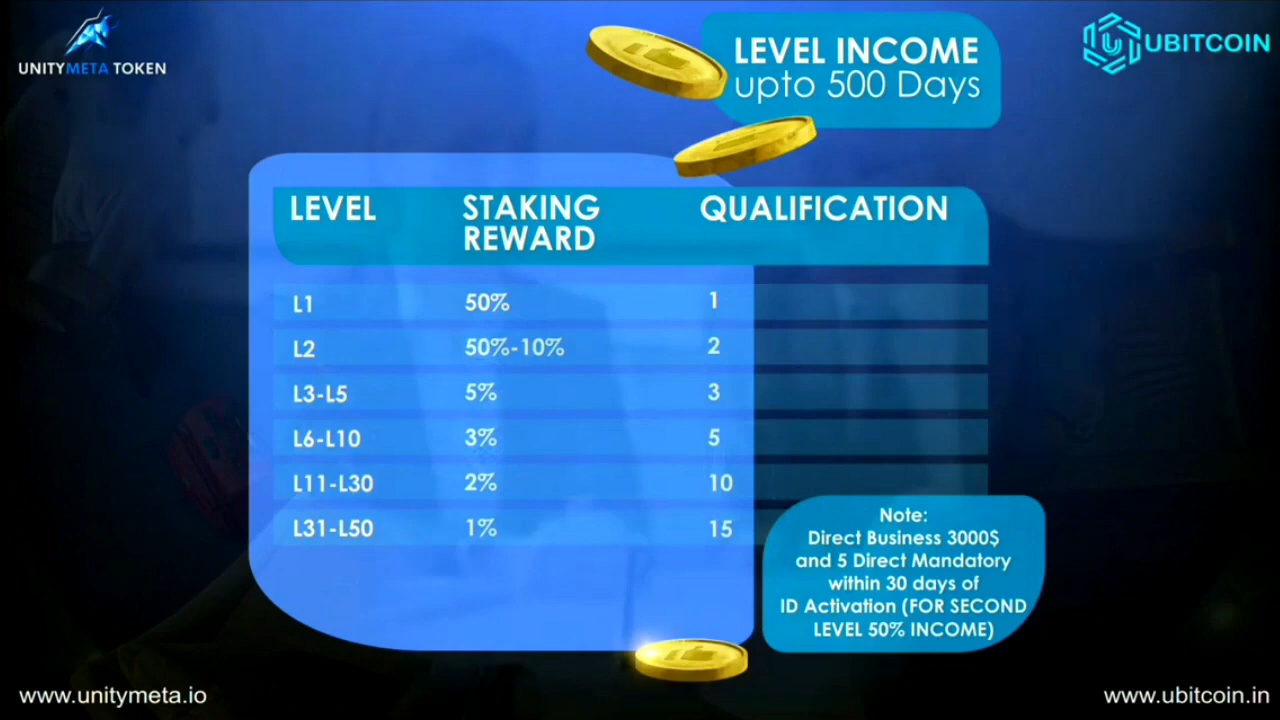 UNITYMETA TOKEN
LEVEL INCOME
upto 500 Days
UBITCOIN
LEVEL STAKING REWARD QUALIFICATION
L1 50% 1
L2 50%-10% 2
L3-L5 5% 3
L6-L10 3% 5
L11-L30 2% 10
L31-L50 1% 15
Note:
Direct Business 3000$
and 5 Direct Mandatory
within 30 days of
ID Activation (FOR SECOND
LEVEL 50% INCOME)
www.unitymeta.io
www.ubitcoin.in